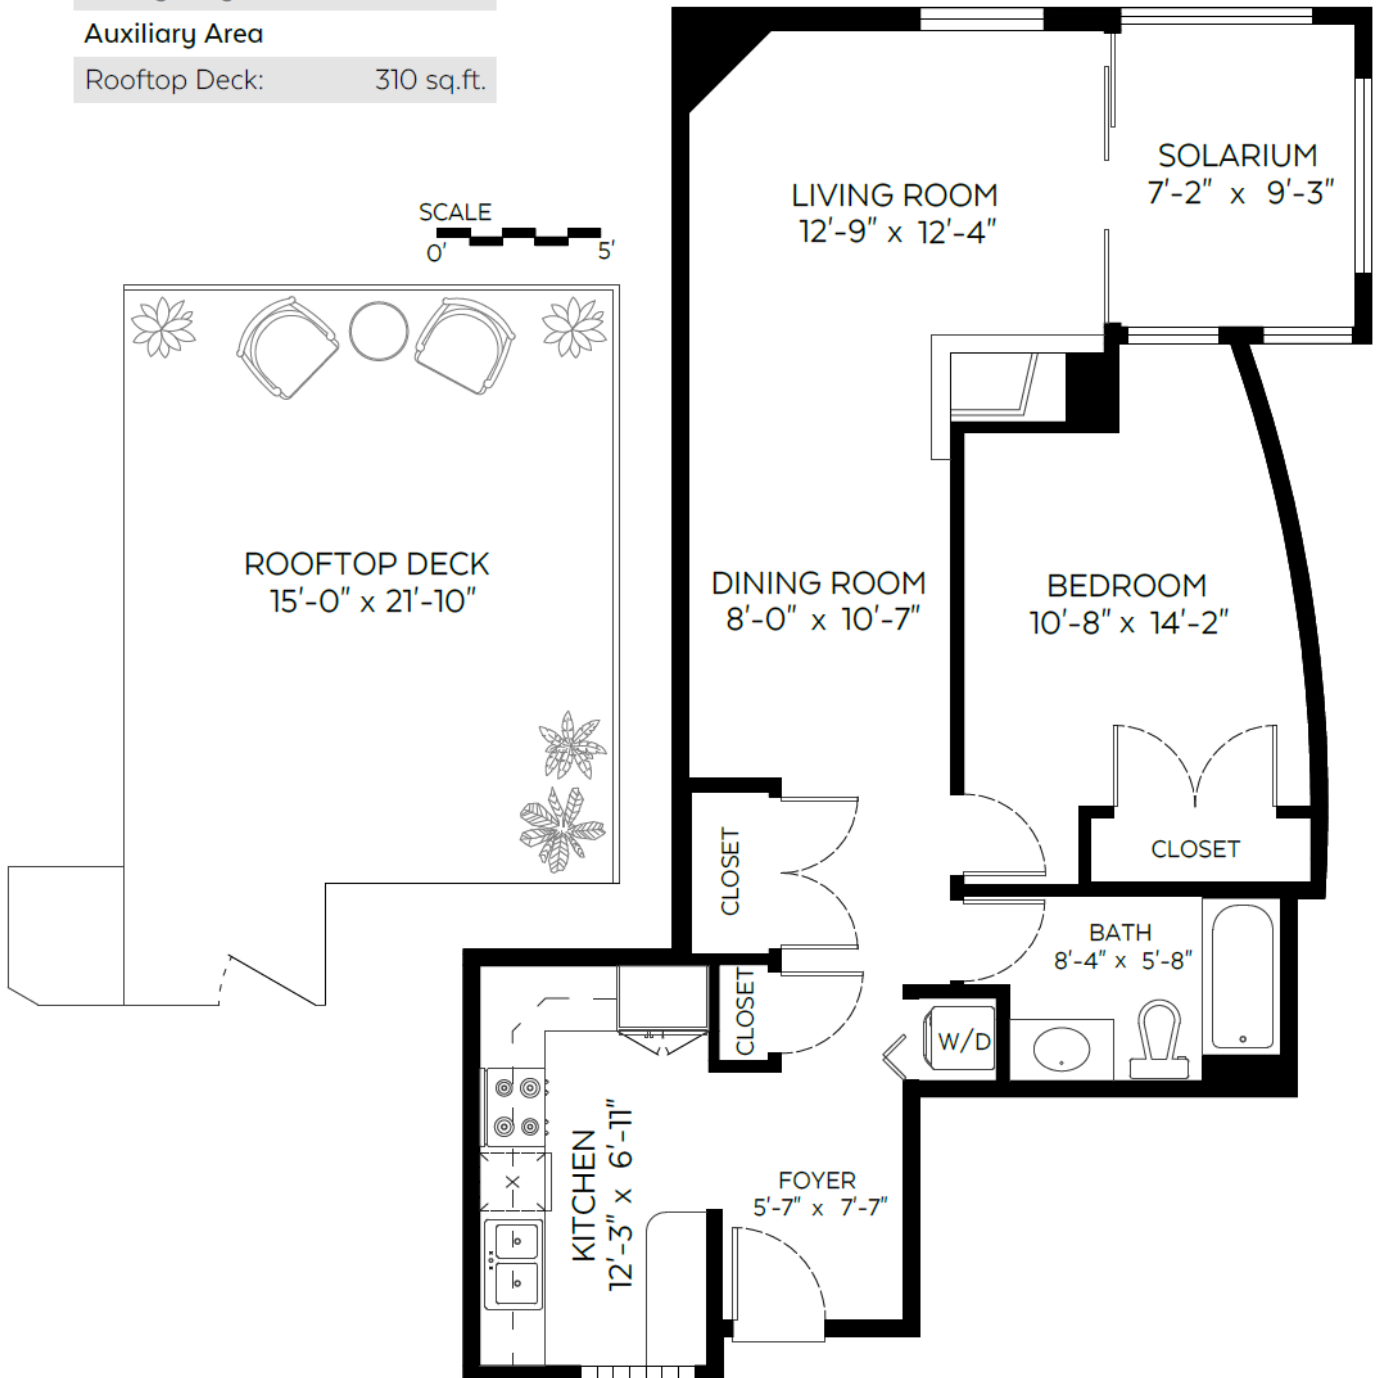 Auxiliary Area
Rooftop Deck: 310 sq.ft.
SCALE
0' 5'
LIVING ROOM
12'-9" x 12'-4"
SOLARIUM
7'-2" x 9'-3"
ROOFTOP DECK
15'-0" x 21'-10"
DINING ROOM
8'-0" x 10'-7"
BEDROOM
10'-8" x 14'-2"
CLOSET
CLOSET
BATH
8'-4" x 5'-8"
CLOSET
W/D
KITCHEN
12'-3" x 6'-11"
FOYER
5'-7" x 7'-7"